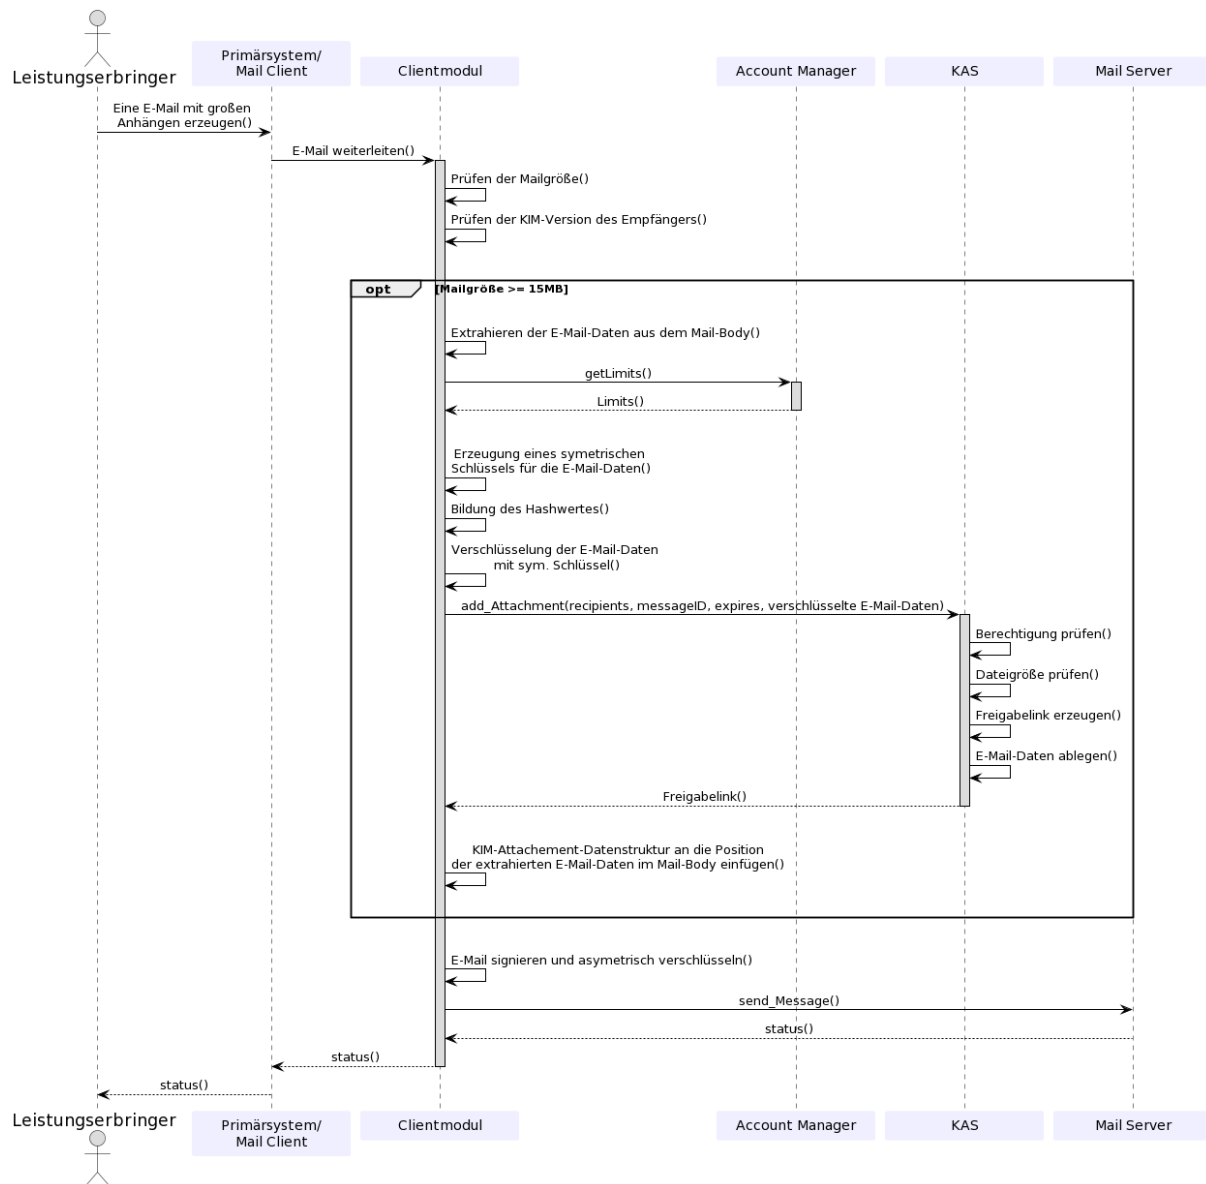 Leistungserbringer
Primärsystem/
Mail Client
Clientmodul
Account Manager
KAS
Mail Server
Eine E-Mail mit großen
Anhängen erzeugen()
E-Mail weiterleiten()
Prüfen der Mailgröße()
Prüfen der KIM-Version des Empfängers()
opt
[Mailgröße >= 15MB]
Extrahieren der E-Mail-Daten aus dem Mail-Body()
getLimits()
Limits()
Erzeugung eines symetrischen
Schlüssels für die E-Mail-Daten()
Bildung des Hashwertes()
Verschlüsselung der E-Mail-Daten
mit sym. Schlüssel()
add_Attachment(recipients, messageID, expires, verschlüsselte E-Mail-Daten)
Berechtigung prüfen()
Dateigröße prüfen()
Freigabelink erzeugen()
E-Mail-Daten ablegen()
Freigabelink()
KIM-Attachement-Datenstruktur an die Position
der extrahierten E-Mail-Daten im Mail-Body einfügen()
E-Mail signieren und asymetrisch verschlüsseln()
send_Message()
status()
status()
status()
Leistungserbringer
Primärsystem/
Mail Client
Clientmodul
Account Manager
KAS
Mail Server